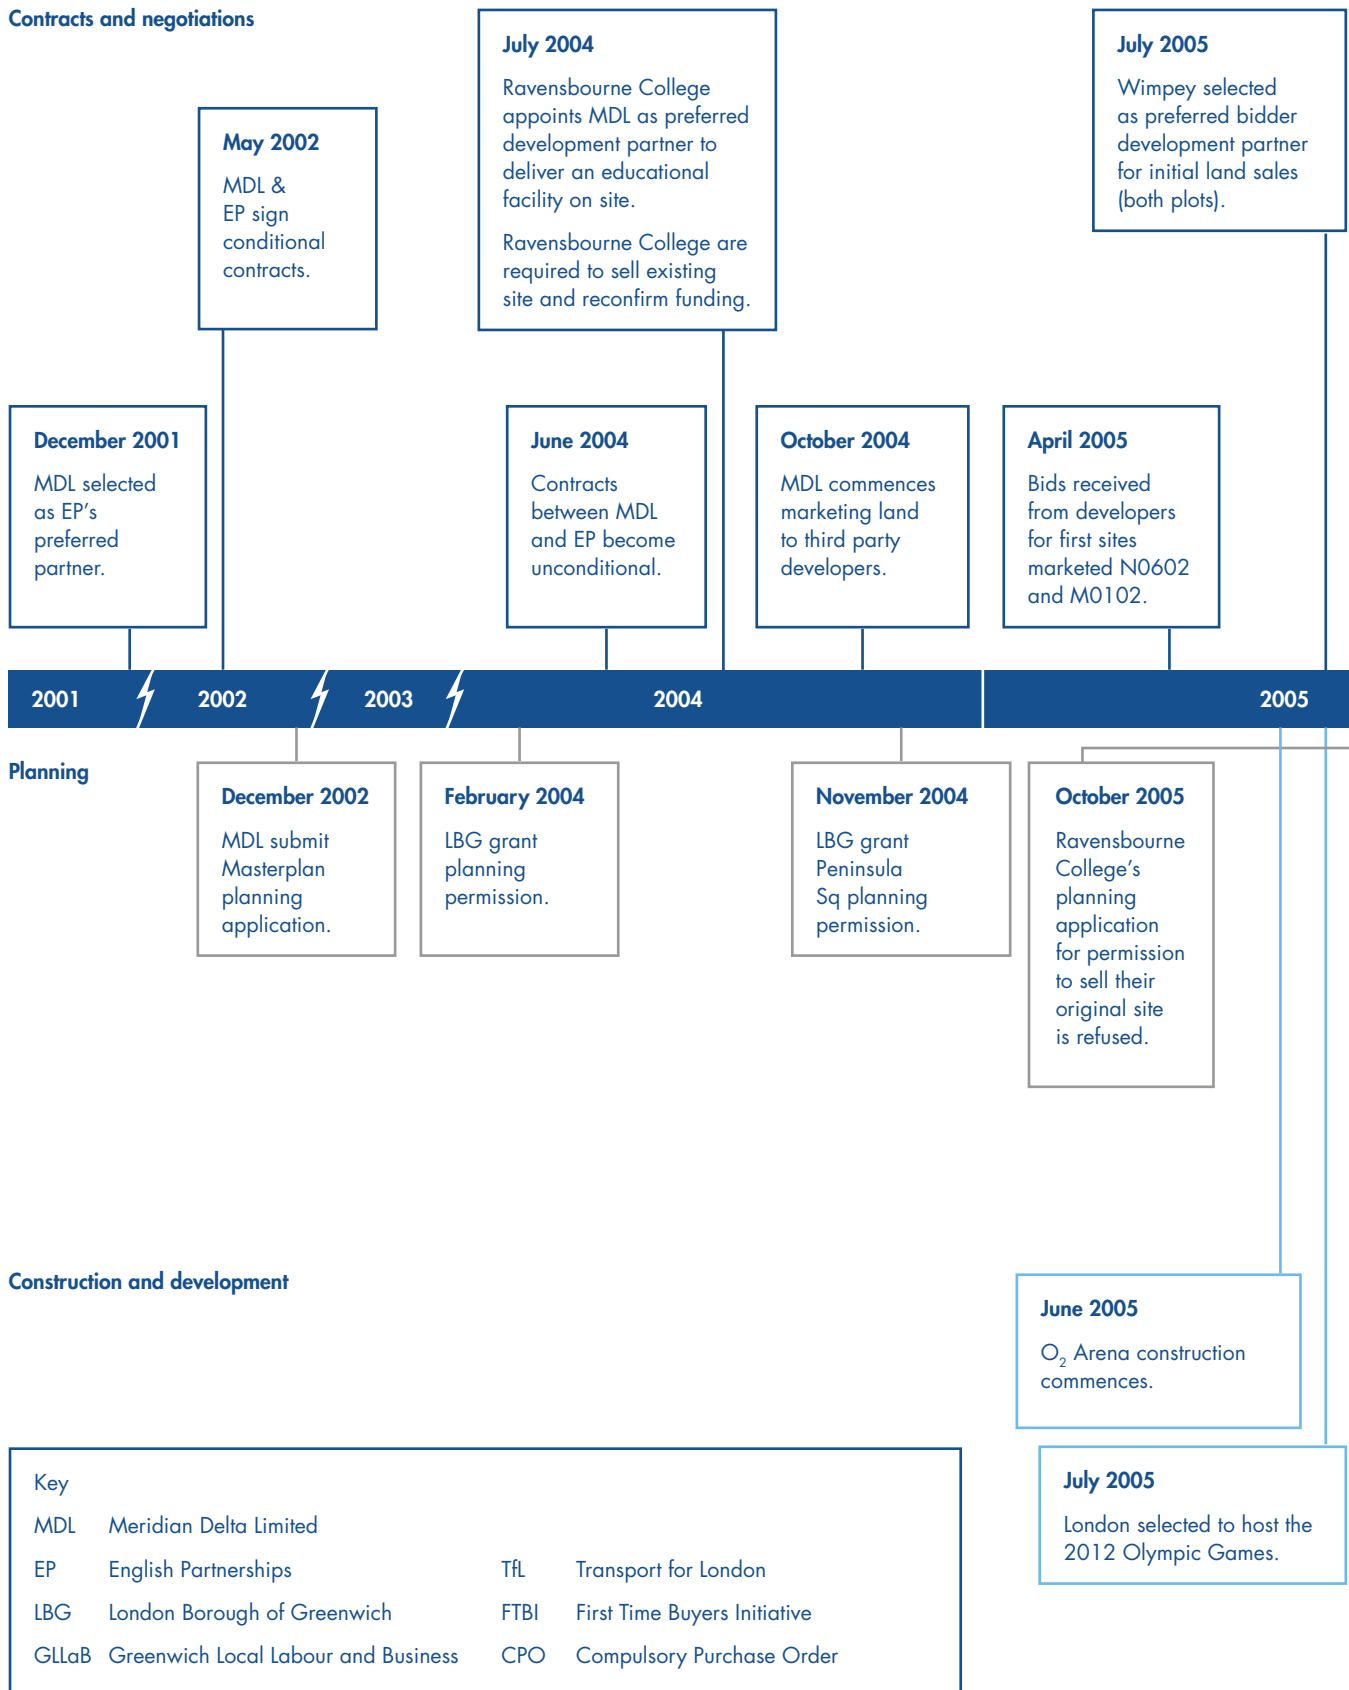 Contracts and negotiations
July 2004
Ravensbourne College
appoints MDL as preferred
development partner to
deliver an educational
facility on site.
Ravensbourne College are
required to sell existing
site and reconfirm funding.
July 2005
Wimpey selected
as preferred bidder
development partner
for initial land sales
(both plots).
May 2002
MDL &
EP sign
conditional
contracts.
December 2001
MDL selected
as EP's
preferred
partner.
June 2004
Contracts
between MDL
and EP become
unconditional.
October 2004
MDL commences
marketing land
to third party
developers.
April 2005
Bids received
from developers
for first sites
marketed N0602
and M0102.
2001 2002 2003 2004 2005
Planning
December 2002
MDL submit
Masterplan
planning
application.
February 2004
LBG grant
planning
permission.
November 2004
LBG grant
Peninsula
Sq planning
permission.
October 2005
Ravensbourne
College's
planning
application
for permission
to sell their
original site
is refused.
Construction and development
June 2005
O₂ Arena construction
commences.
July 2005
London selected to host the
2012 Olympic Games.
Key
MDL Meridian Delta Limited
EP English Partnerships TfL Transport for London
LBG London Borough of Greenwich FTBI First Time Buyers Initiative
GLLaB Greenwich Local Labour and Business CPO Compulsory Purchase Order